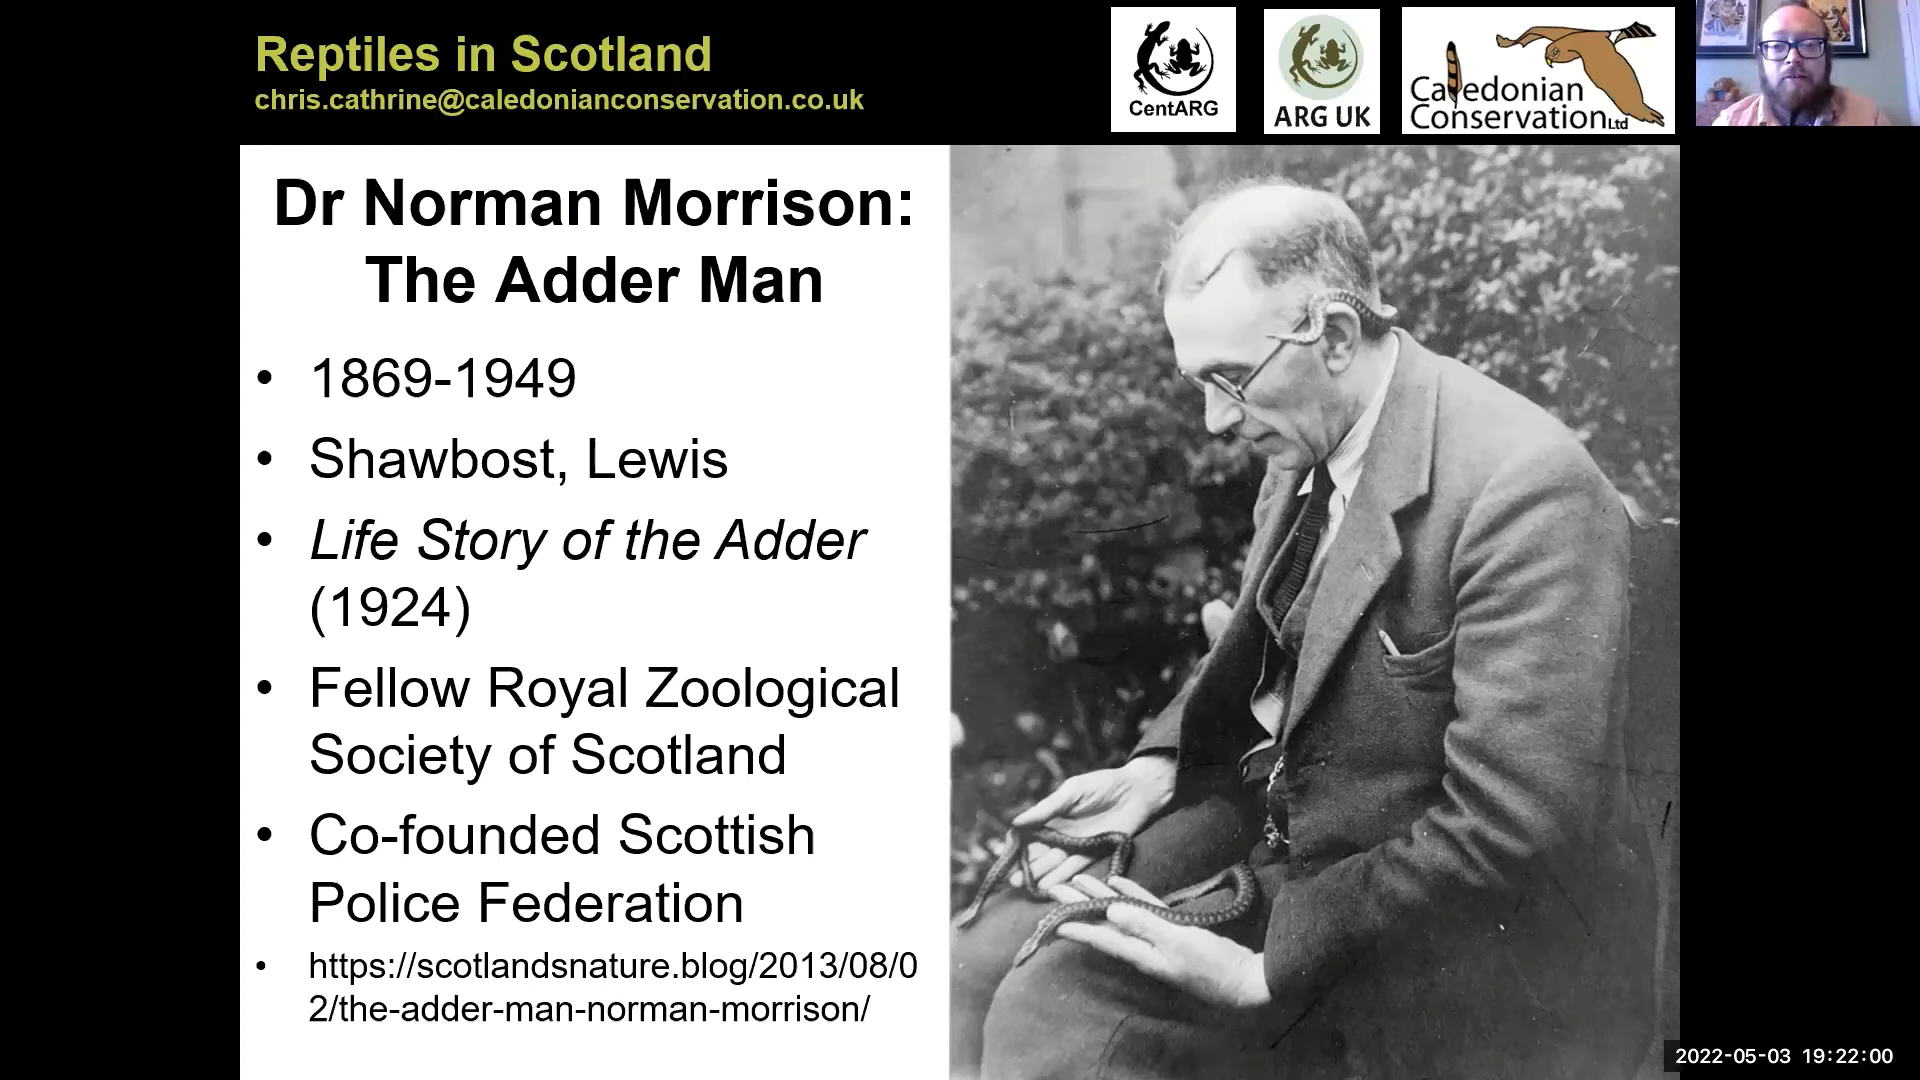 Reptiles in Scotland
chris.cathrine@caledonianconservation.co.uk
CentARG
ARG UK
Caledonian
Conservation Ltd
Dr Norman Morrison:
The Adder Man
• 1869-1949
• Shawbost, Lewis
• Life Story of the Adder
(1924)
• Fellow Royal Zoological
Society of Scotland
• Co-founded Scottish
Police Federation
• https://scotlandsnature.blog/2013/08/0
2/the-adder-man-norman-morrison/
2022-05-03 19:22:00